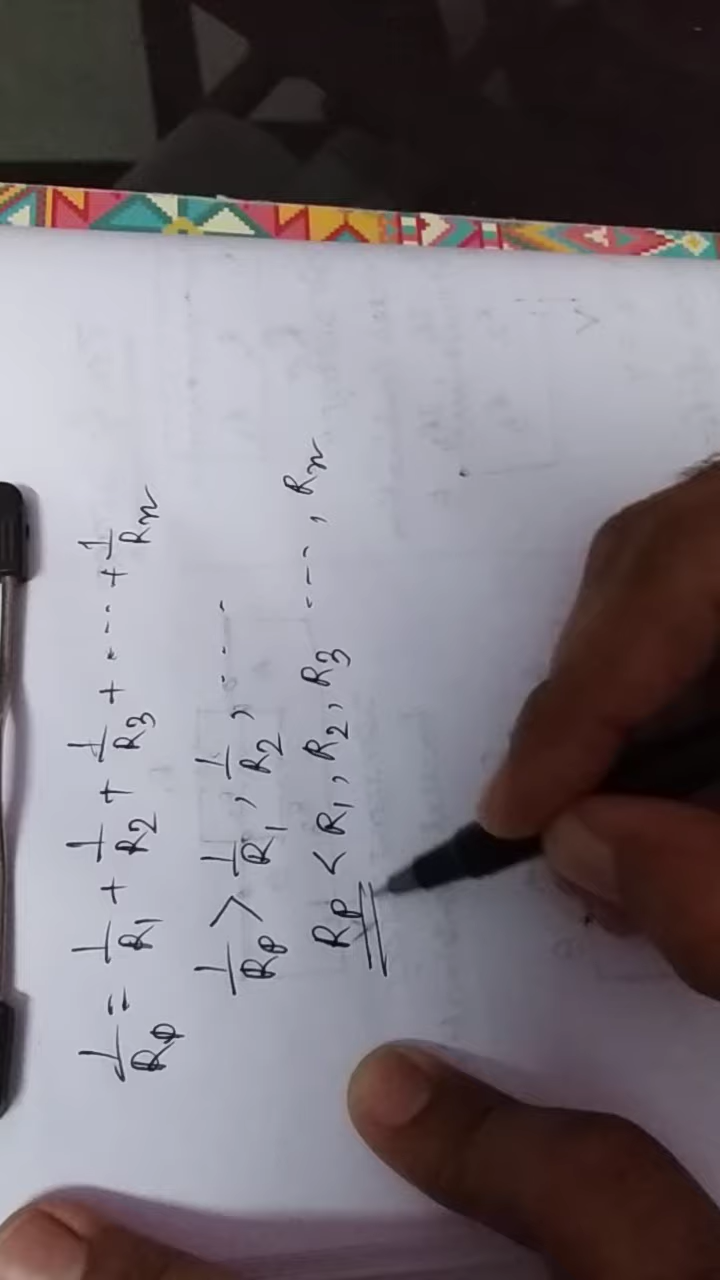 1/Rp = 1/R1 + 1/R2 + 1/R3 + ---- + 1/Rn
1/Rp > 1/R1, 1/R2, ----
Rp < R1, R2, R3 ---, Rn